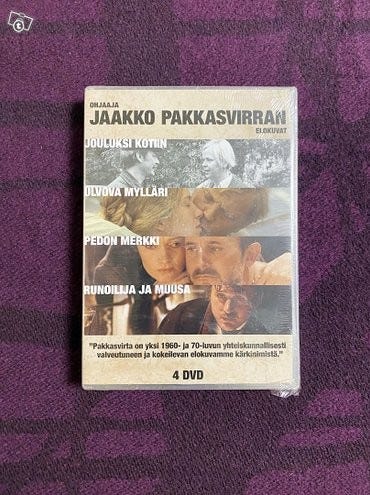 OHJAAJA
JAAKKO PAKKASVIRRAN
ELOKUVAT
JOULUKSI KOTIIN
ULVOVA MYLLÄRI
PEDON MERKKI
RUNOILIJA JA MUUSA
"Pakkasvirta on yksi 1960- ja 70-luvun yhteiskunnallisesti
valveutuneen ja kokeilevan elokuvamme kärkinimistä."
4 DVD